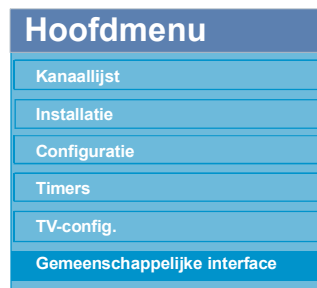 Hoofdmenu
Kanaallijst
Installatie
Configuratie
Timers
TV-config.
Gemeenschappelijke interface